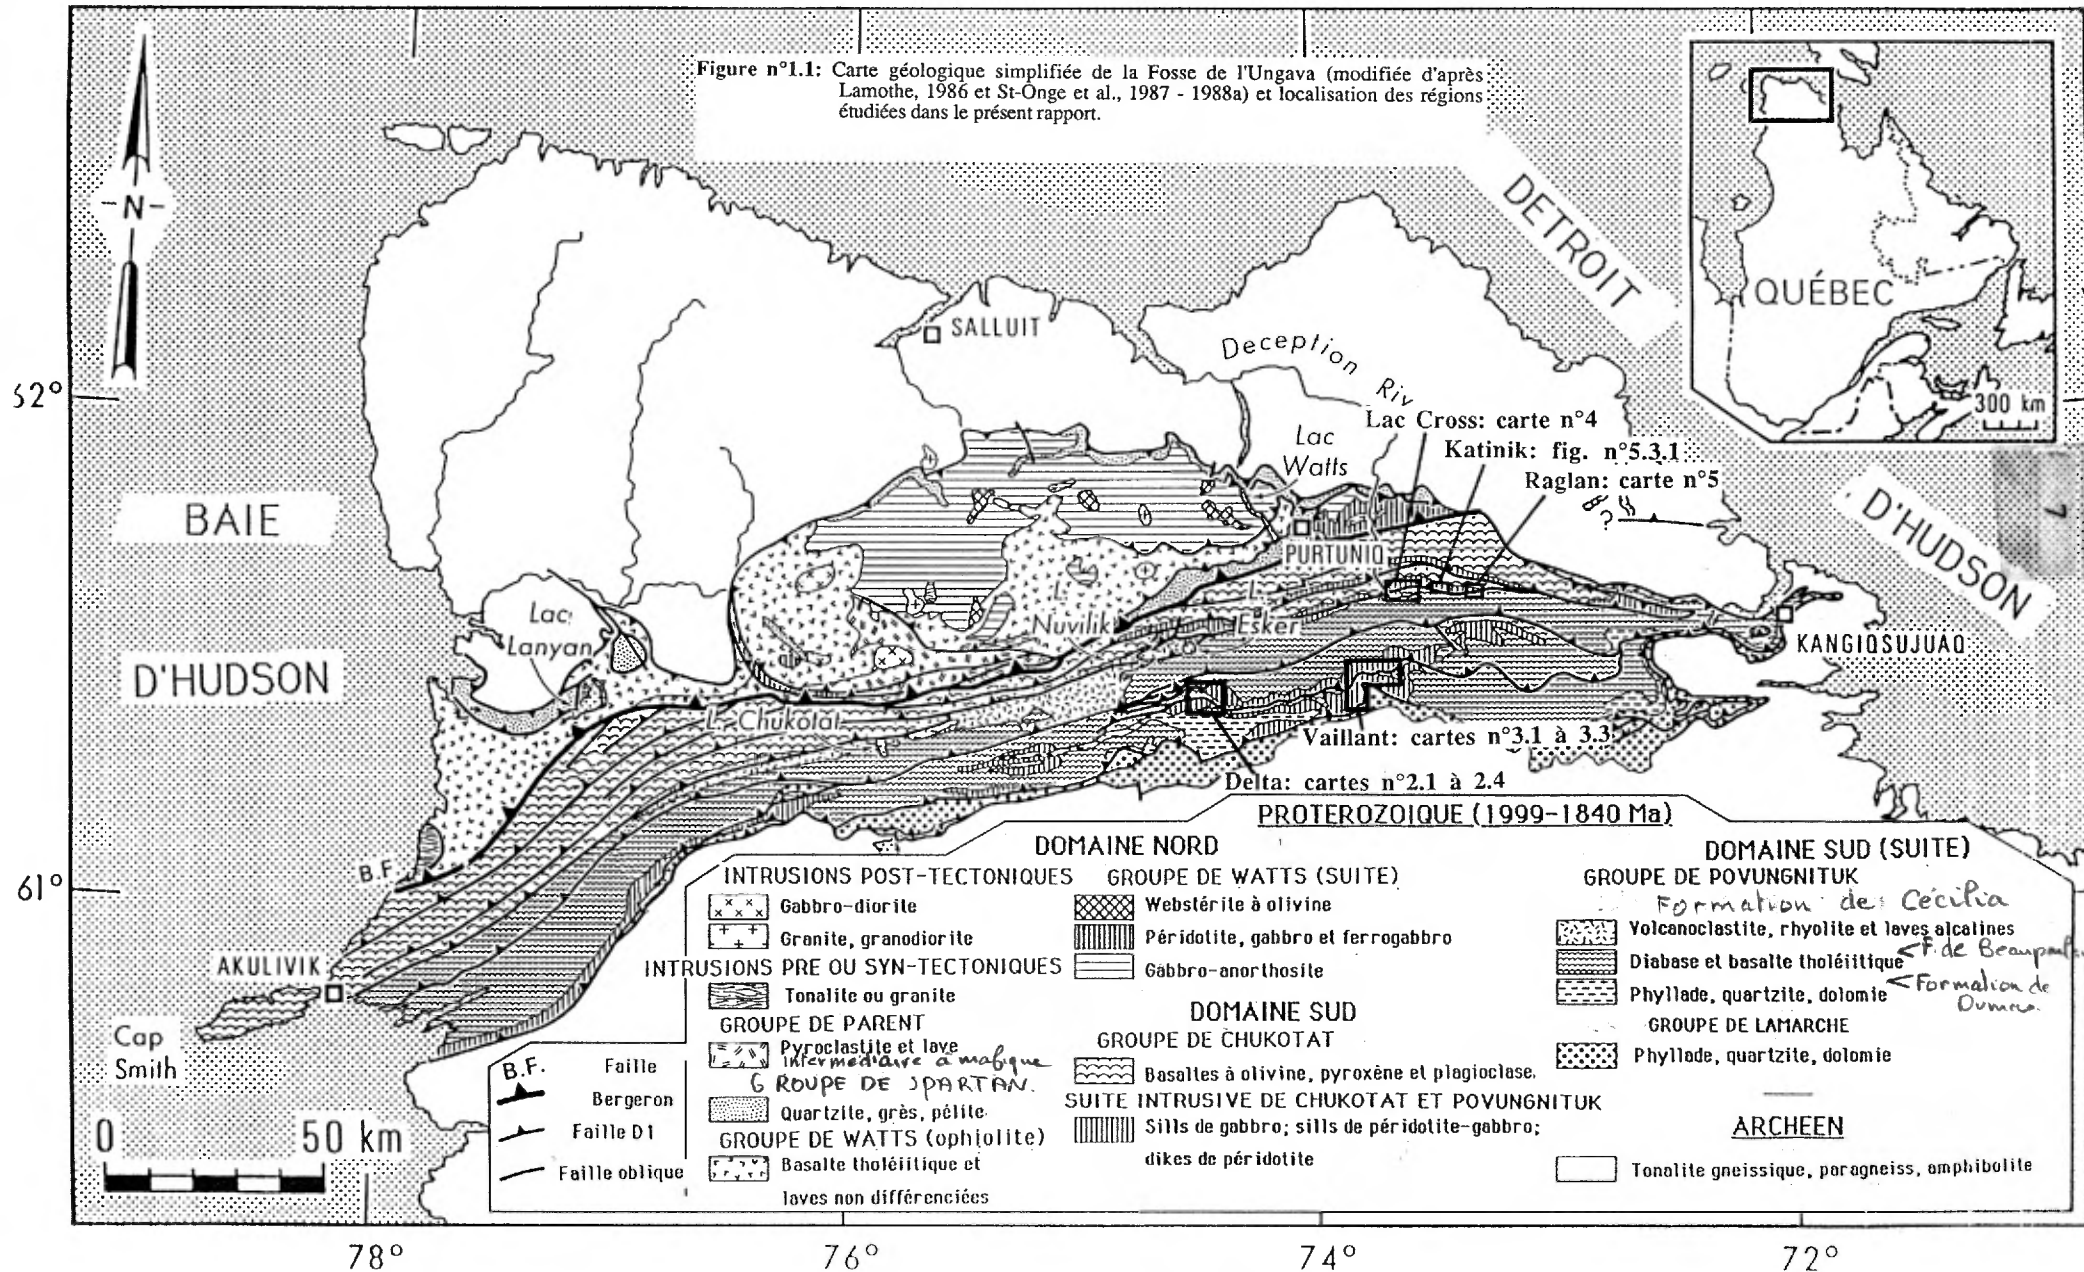 Figure n°1.1: Carte géologique simplifiée de la Fosse de l'Ungava (modifiée d'après
Lamothe, 1986 et St-Onge et al., 1987 - 1988a) et localisation des régions
étudiées dans le présent rapport.
N
DETROIT
D'HUDSON
QUÉBEC
300 km
SALLUIT
Deception Riv
62°
Lac Cross: carte n°4
Katinik: fig. n°5.3.1
Raglan: carte n°5
Lac
Watts
?
BAIE
D'HUDSON
PURTUNIQ
Lac
Lanyan
L.
Nuvilik
L.
Esker
KANGIQSUJUAQ
L. Chukotat
Vaillant: cartes n°3.1 à 3.3
Delta: cartes n°2.1 à 2.4
B.F.
61°
AKULIVIK
Cap
Smith
0 50 km
PROTEROZOIQUE (1999-1840 Ma)
DOMAINE NORD
INTRUSIONS POST-TECTONIQUES
Gabbro-diorite
Granite, granodiorite
INTRUSIONS PRE OU SYN-TECTONIQUES
Tonalite ou granite
GROUPE DE PARENT
Pyroclastite et lave
intermédiaire à mafique
GROUPE DE SPARTAN.
Quartzite, grès, pélite
GROUPE DE WATTS (ophiolite)
Basalte tholéiitique et
laves non différenciées
B.F. Faille
Bergeron
Faille D1
Faille oblique
GROUPE DE WATTS (SUITE)
Webstérite à olivine
Péridotite, gabbro et ferrogabbro
Gabbro-anorthosite
DOMAINE SUD
GROUPE DE CHUKOTAT
Basaltes à olivine, pyroxène et plagioclase.
SUITE INTRUSIVE DE CHUKOTAT ET POVUNGNITUK
Sills de gabbro; sills de péridotite-gabbro;
dikes de péridotite
DOMAINE SUD (SUITE)
GROUPE DE POVUNGNITUK
Formation de Cécilia
Volcanoclastite, rhyolite et laves alcalines
Diabase et basalte tholéiitique < F. de
Phyllade, quartzite, dolomie < Formation de
GROUPE DE LAMARCHE
Phyllade, quartzite, dolomie
ARCHEEN
Tonalite gneissique, paragneiss, amphibolite
78° 76° 74° 72°